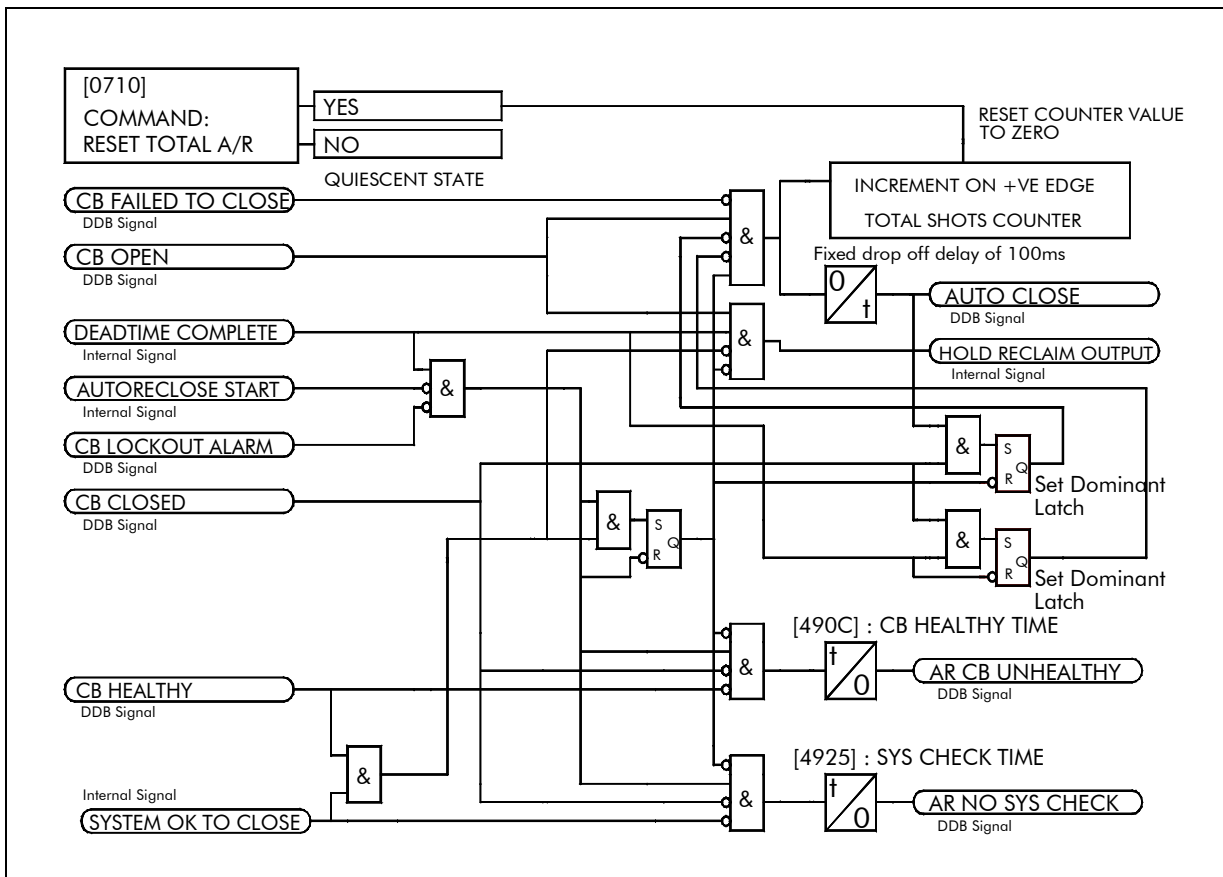 [0710]
COMMAND:
RESET TOTAL A/R
YES
NO
QUIESCENT STATE
RESET COUNTER VALUE
TO ZERO
INCREMENT ON +VE EDGE
TOTAL SHOTS COUNTER
CB FAILED TO CLOSE
DDB Signal
&
CB OPEN
DDB Signal
Fixed drop off delay of 100ms
0
t
AUTO CLOSE
DDB Signal
DEADTIME COMPLETE
Internal Signal
&
HOLD RECLAIM OUTPUT
Internal Signal
AUTORECLOSE START
Internal Signal
&
CB LOCKOUT ALARM
DDB Signal
CB CLOSED
DDB Signal
&
S
Q
R
Set Dominant
Latch
&
S
Q
R
&
S
Q
R
Set Dominant
Latch
[490C] : CB HEALTHY TIME
&
t
0
AR CB UNHEALTHY
DDB Signal
CB HEALTHY
DDB Signal
&
[4925] : SYS CHECK TIME
&
t
0
AR NO SYS CHECK
DDB Signal
Internal Signal
SYSTEM OK TO CLOSE